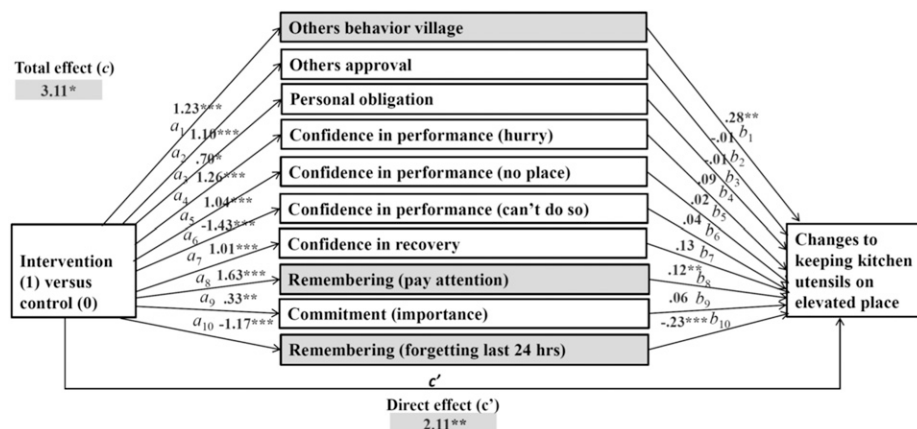 Others behavior village
Total effect (c)
3.11*
Others approval
Personal obligation
Confidence in performance (hurry)
Confidence in performance (no place)
Confidence in performance (can't do so)
Confidence in recovery
Remembering (pay attention)
Commitment (importance)
Remembering (forgetting last 24 hrs)
Intervention
(1) versus
control (0)
a1 1.23***
a2 1.10***
a3 .70*
a4 1.26***
a5 1.04***
a6 -1.43***
a7 1.01***
a8 1.63***
a9 .33**
a10 -1.17***
.28** b1
-.01 b2
-.01 b3
.09 b4
.02 b5
.04 b6
.13 b7
.12** b8
.06 b9
-.23*** b10
Changes to
keeping kitchen
utensils on
elevated place
c'
Direct effect (c')
2.11**